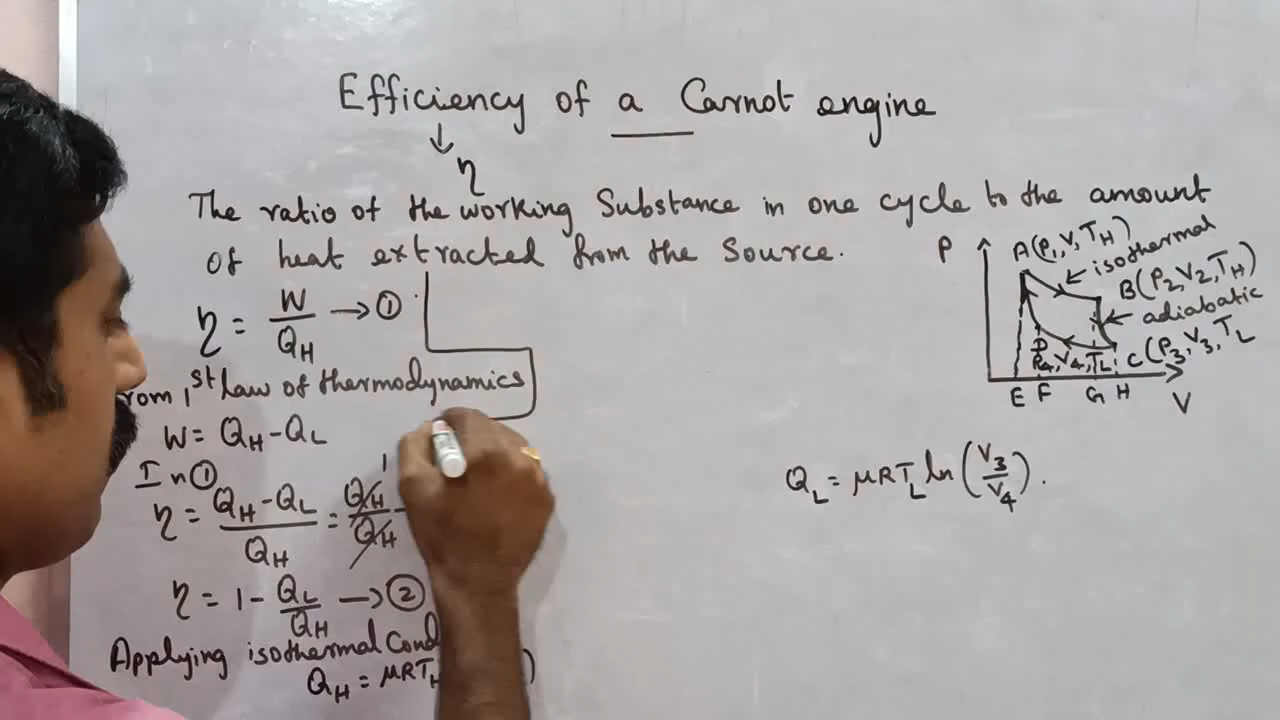 Efficiency of a Carnot engine
↓
η
The ratio of the working Substance in one cycle to the amount
of heat extracted from the Source.
η = W/Q_H → ①
rom 1st Law of thermodynamics
W = Q_H - Q_L
In ①
η = (Q_H - Q_L)/Q_H = Q_H/Q_H -
1
η = 1 - Q_L/Q_H → ②
Applying isothermal Cond
Q_H = μRT_H )
P
A(P₁, V, T_H)
isothermal
B(P₂, V₂, T_H)
adiabatic
D
P₄, V₄, T_L
C(P₃, V₃, T_L
E F G H
V
Q_L = μRT_L ln(V₃/V₄).